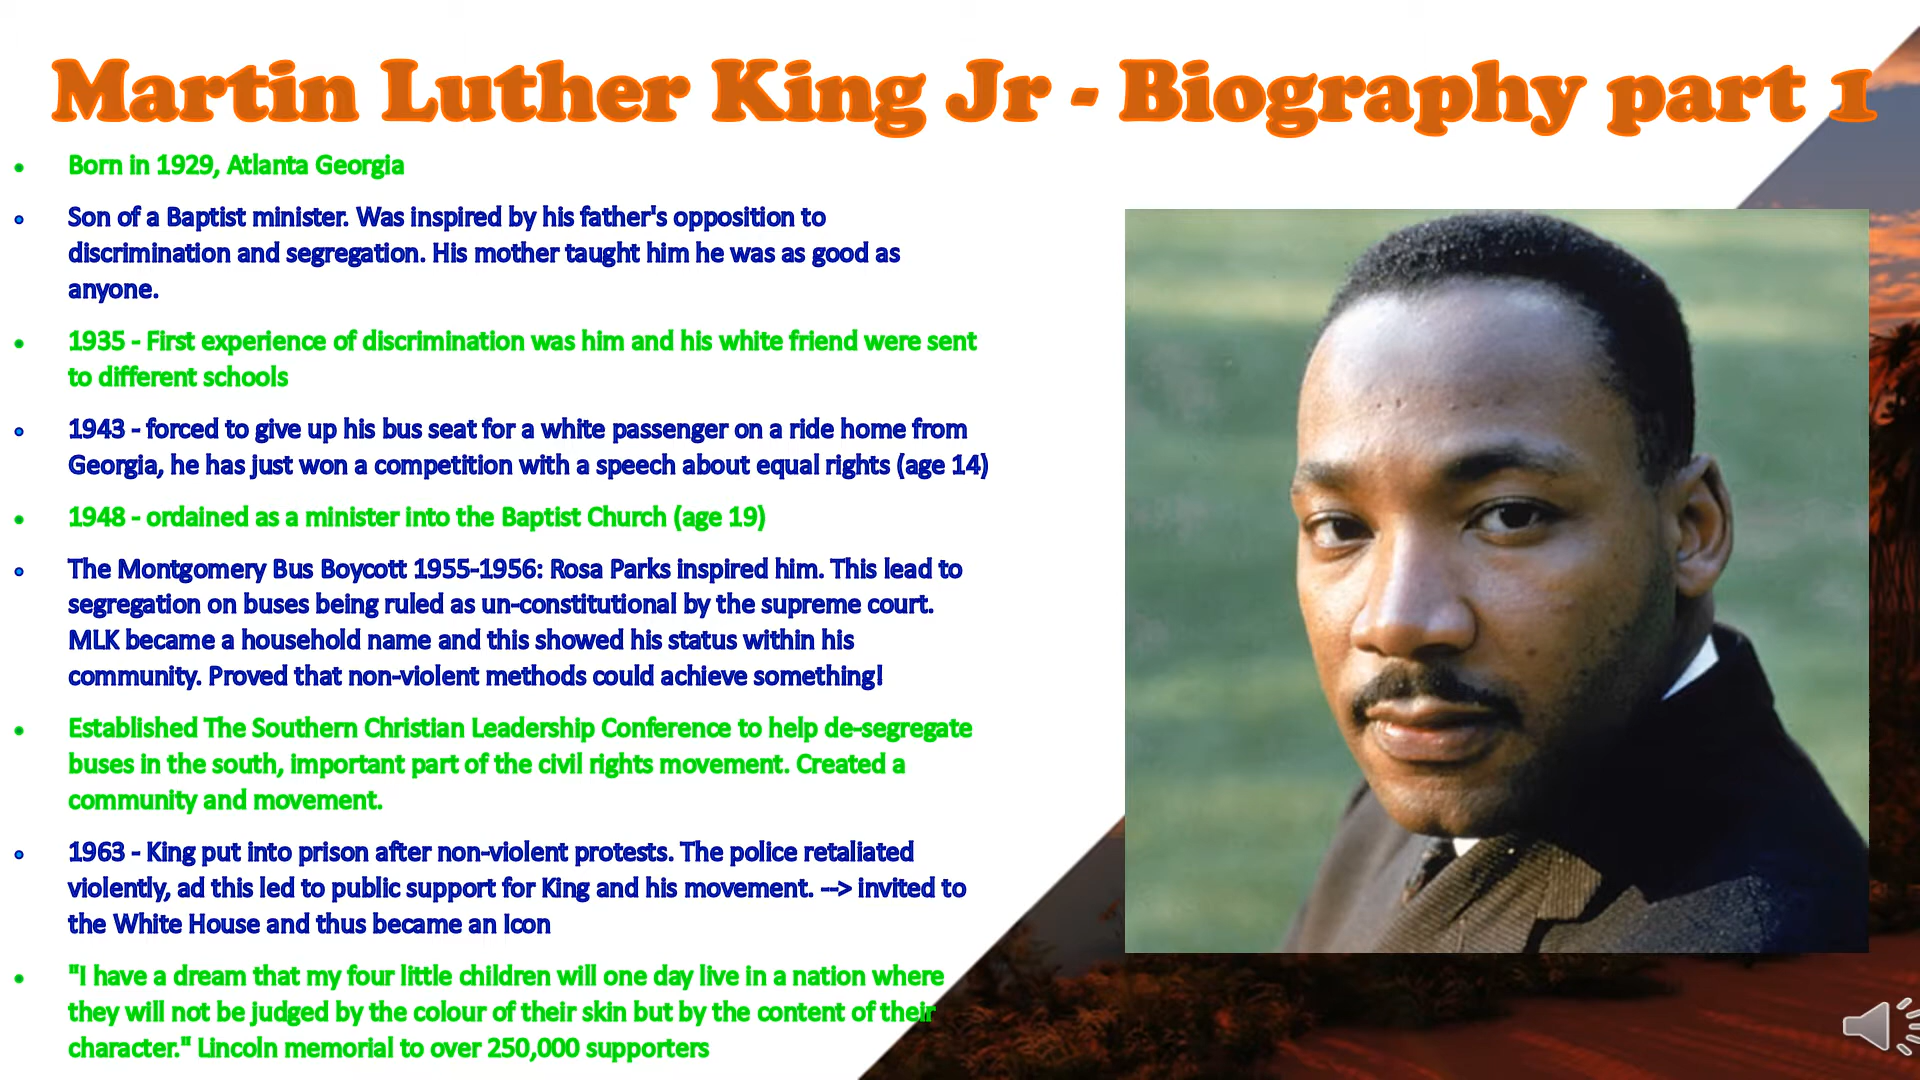 Martin Luther King Jr - Biography part 1
Born in 1929, Atlanta Georgia
Son of a Baptist minister. Was inspired by his father's opposition to
discrimination and segregation. His mother taught him he was as good as
anyone.
1935 - First experience of discrimination was him and his white friend were sent
to different schools
1943 - forced to give up his bus seat for a white passenger on a ride home from
Georgia, he has just won a competition with a speech about equal rights (age 14)
1948 - ordained as a minister into the Baptist Church (age 19)
The Montgomery Bus Boycott 1955-1956: Rosa Parks inspired him. This lead to
segregation on buses being ruled as un-constitutional by the supreme court.
MLK became a household name and this showed his status within his
community. Proved that non-violent methods could achieve something!
Established The Southern Christian Leadership Conference to help de-segregate
buses in the south, important part of the civil rights movement. Created a
community and movement.
1963 - King put into prison after non-violent protests. The police retaliated
violently, ad this led to public support for King and his movement. --> invited to
the White House and thus became an Icon
"I have a dream that my four little children will one day live in a nation where
they will not be judged by the colour of their skin but by the content of their
character." Lincoln memorial to over 250,000 supporters